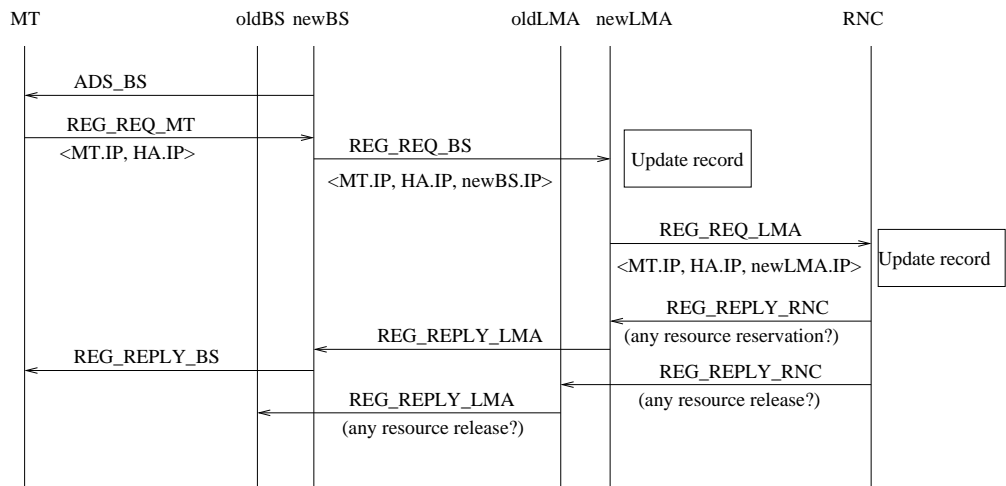 MT oldBS newBS oldLMA newLMA RNC
ADS_BS
REG_REQ_MT
<MT.IP, HA.IP>
REG_REQ_BS
<MT.IP, HA.IP, newBS.IP>
Update record
REG_REQ_LMA
<MT.IP, HA.IP, newLMA.IP>
Update record
REG_REPLY_RNC
(any resource reservation?)
REG_REPLY_LMA
REG_REPLY_BS
REG_REPLY_RNC
(any resource release?)
REG_REPLY_LMA
(any resource release?)